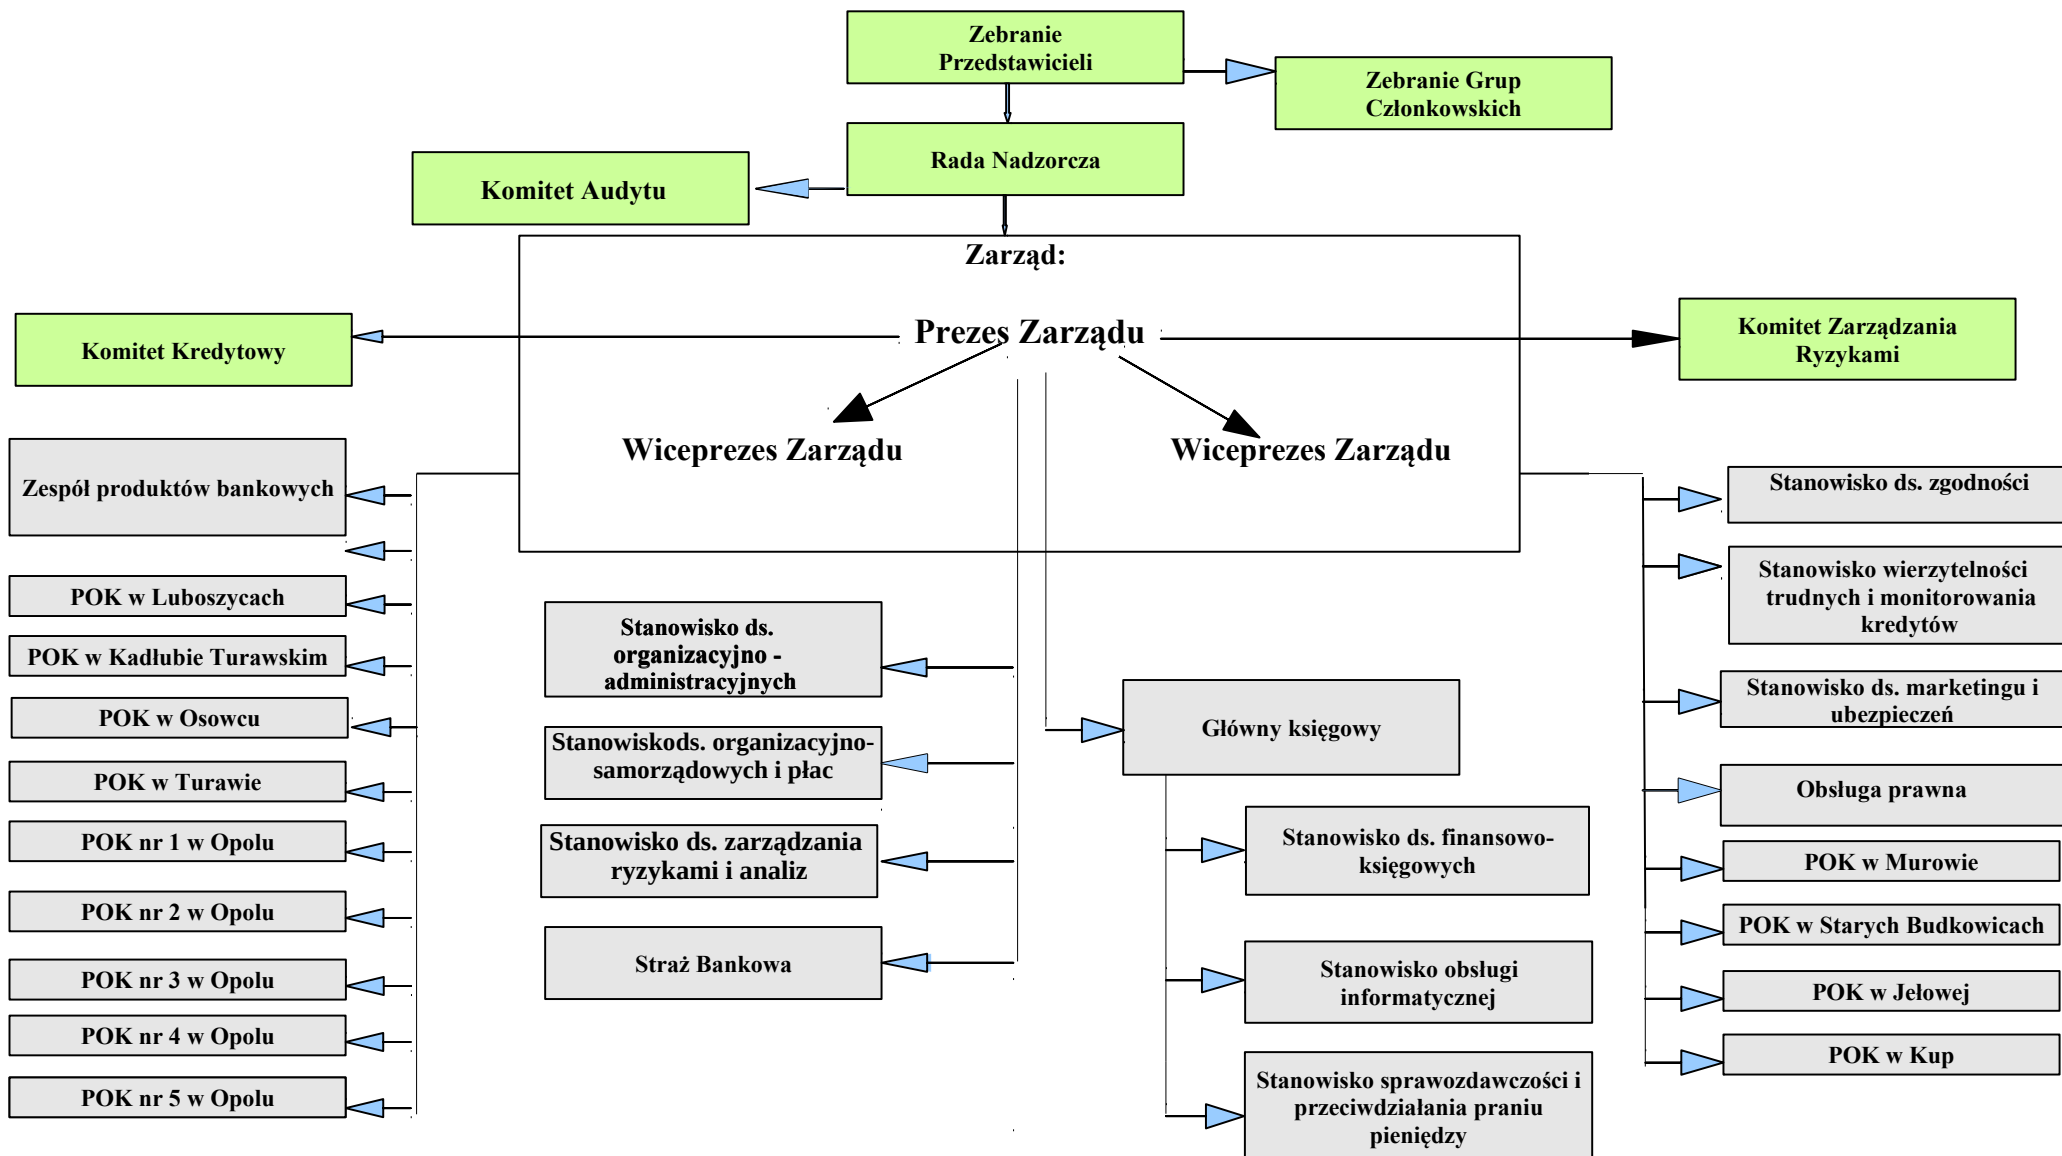 Zebranie
Przedstawicieli
Zebranie Grup
Członkowskich
Rada Nadzorcza
Komitet Audytu
Zarząd:
Prezes Zarządu
Komitet Kredytowy
Komitet Zarządzania
Ryzykami
Wiceprezes Zarządu
Wiceprezes Zarządu
Zespół produktów bankowych
POK w Luboszycach
POK w Kadłubie Turawskim
POK w Osowcu
POK w Turawie
POK nr 1 w Opolu
POK nr 2 w Opolu
POK nr 3 w Opolu
POK nr 4 w Opolu
POK nr 5 w Opolu
Stanowisko ds.
organizacyjno -
administracyjnych
Stanowiskods. organizacyjno-
samorządowych i płac
Stanowisko ds. zarządzania
ryzykami i analiz
Straż Bankowa
Główny księgowy
Stanowisko ds. finansowo-
księgowych
Stanowisko obsługi
informatycznej
Stanowisko sprawozdawczości i
przeciwdziałania praniu
pieniędzy
Stanowisko ds. zgodności
Stanowisko wierzytelności
trudnych i monitorowania
kredytów
Stanowisko ds. marketingu i
ubezpieczeń
Obsługa prawna
POK w Murowie
POK w Starych Budkowicach
POK w Jełowej
POK w Kup